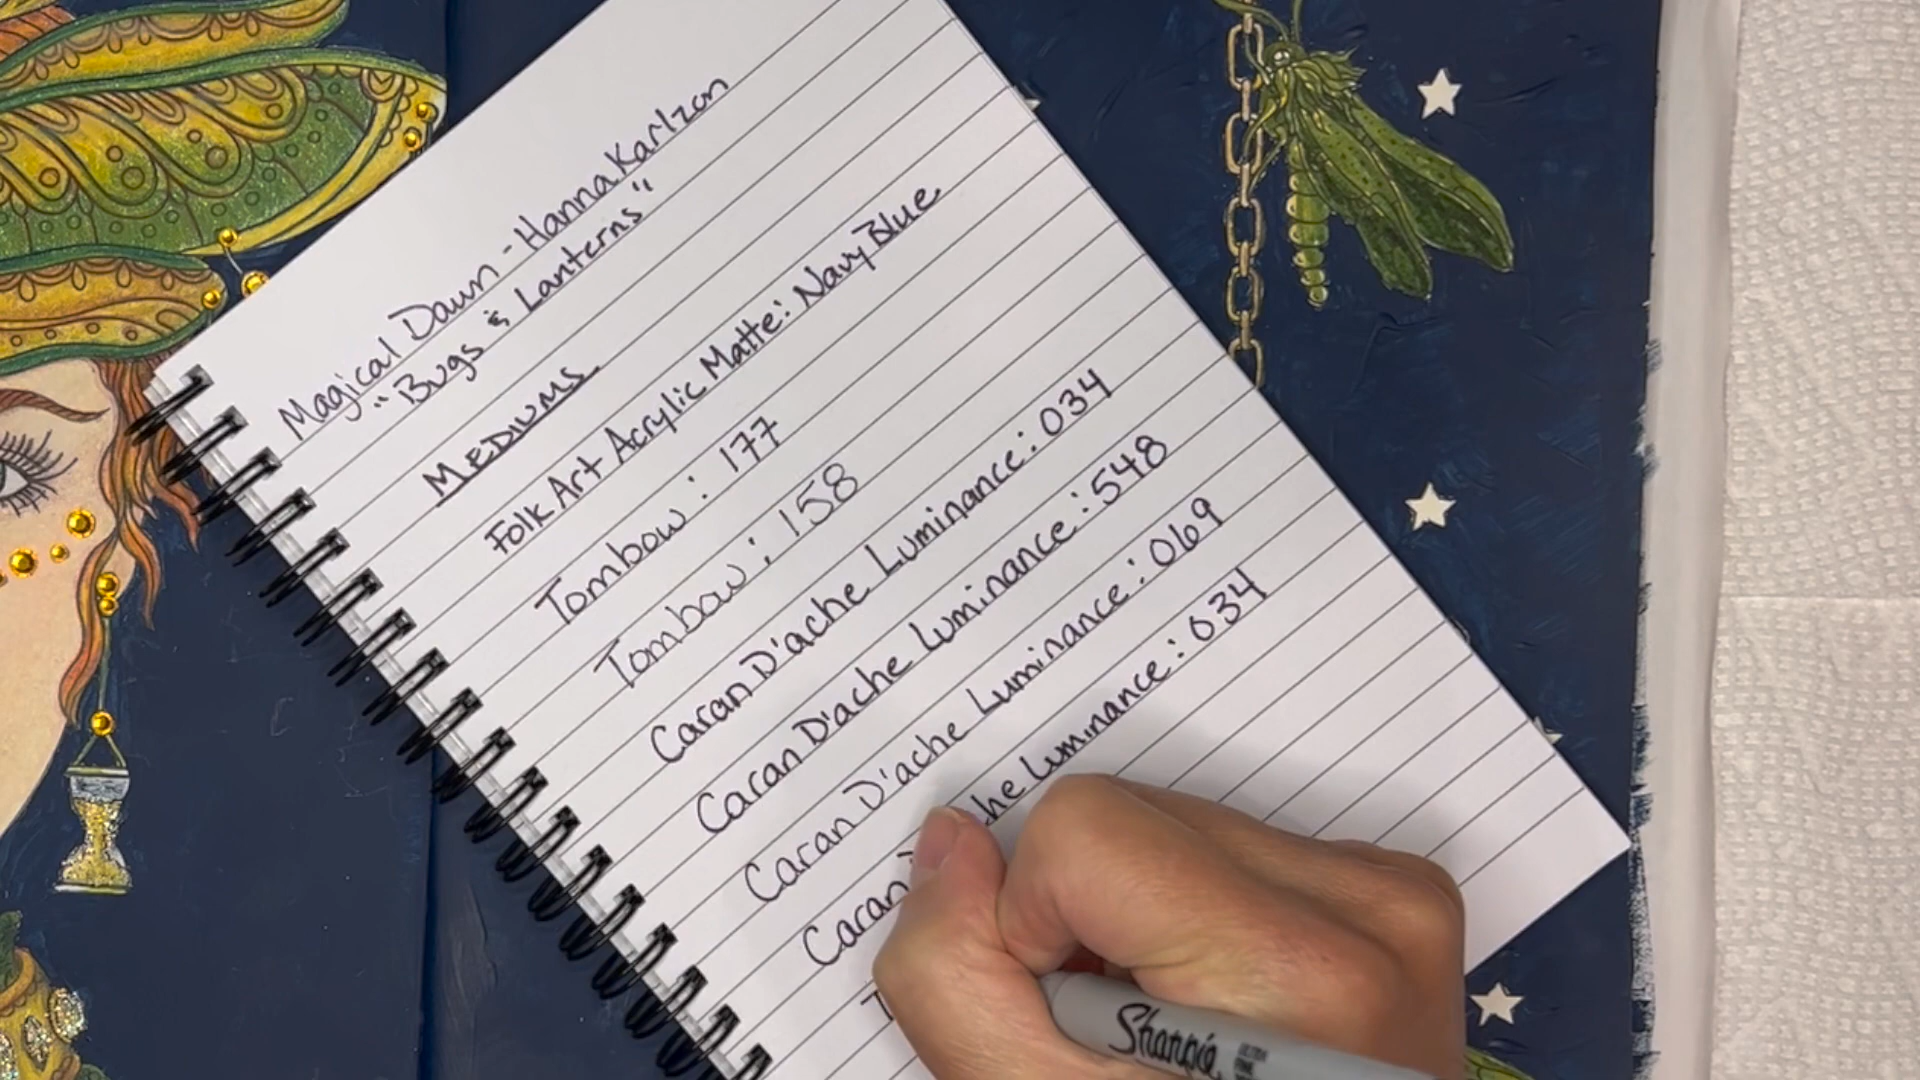 Magical Dawn - Hanna Karlzon
"Bugs & Lanterns"
MEDIUMS
Folk Art Acrylic Matte: Navy Blue
Tombow: 177
Tombow: 158
Caran D'ache Luminance: 034
Caran D'ache Luminance: 548
Caran D'ache Luminance: 069
Caran che Luminance: 034
Sharpie